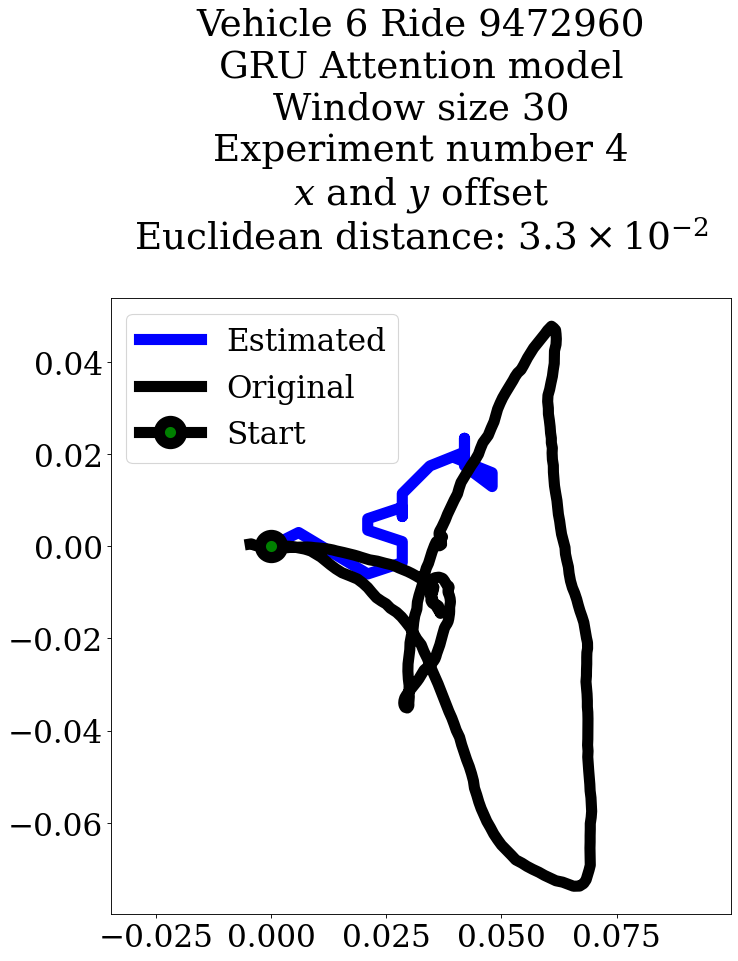 Vehicle 6 Ride 9472960
GRU Attention model
Window size 30
Experiment number 4
x and y offset
Euclidean distance: 3.3 × 10⁻²
Estimated
Original
Start
0.04
0.02
0.00
−0.02
−0.04
−0.06
−0.025 0.000 0.025 0.050 0.075